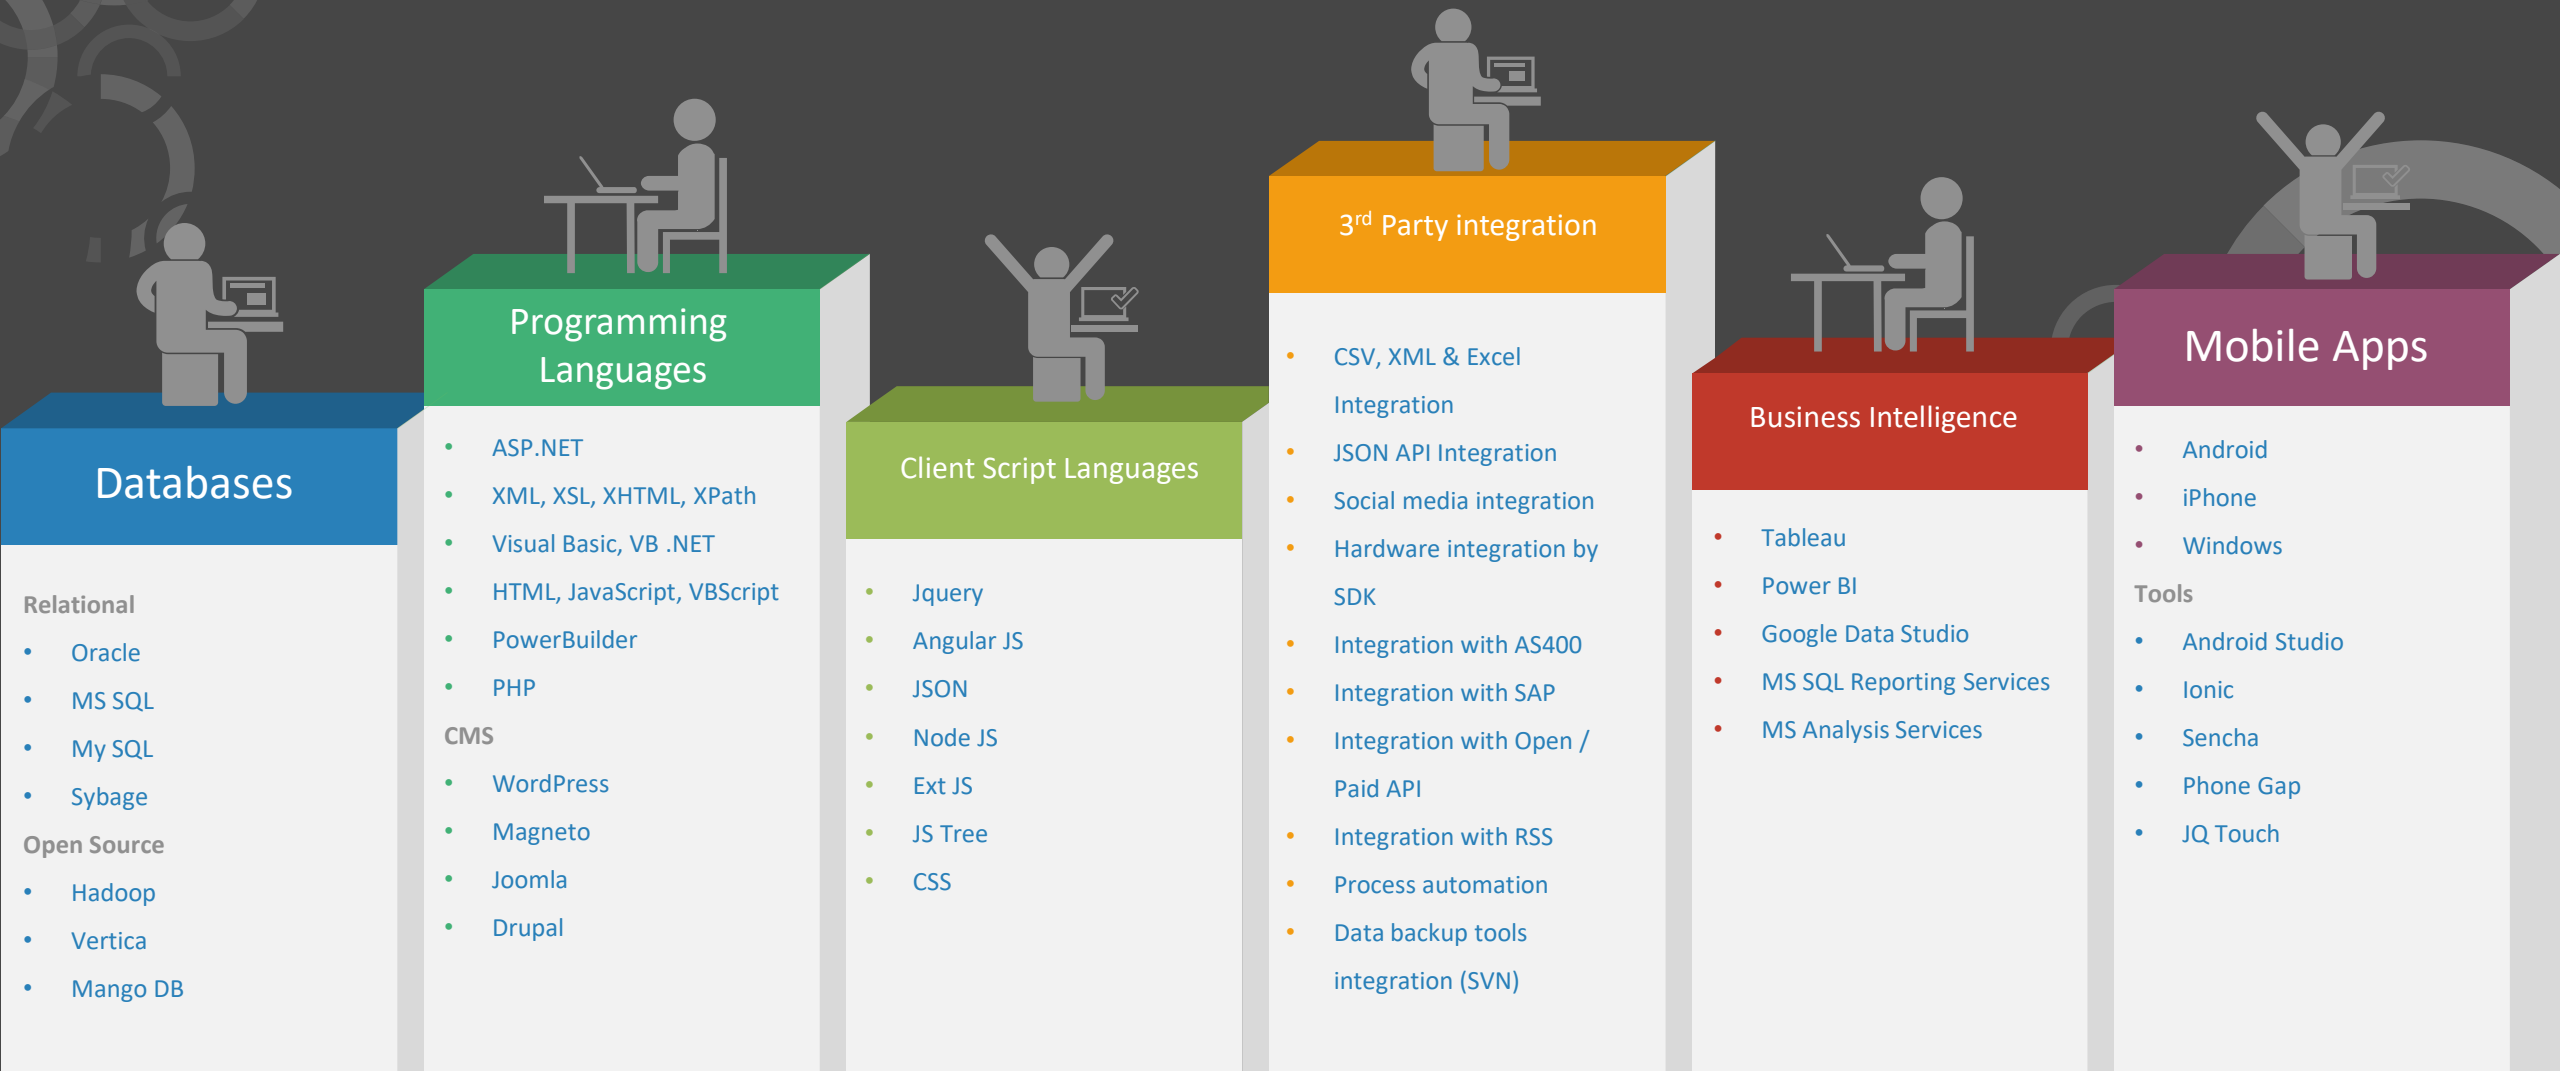 Databases
Relational
• Oracle
• MS SQL
• My SQL
• Sybage
Open Source
• Hadoop
• Vertica
• Mango DB
Programming
Languages
• ASP.NET
• XML, XSL, XHTML, XPath
• Visual Basic, VB .NET
• HTML, JavaScript, VBScript
• PowerBuilder
• PHP
CMS
• WordPress
• Magneto
• Joomla
• Drupal
Client Script Languages
• Jquery
• Angular JS
• JSON
• Node JS
• Ext JS
• JS Tree
• CSS
3rd Party integration
• CSV, XML & Excel
Integration
• JSON API Integration
• Social media integration
• Hardware integration by
SDK
• Integration with AS400
• Integration with SAP
• Integration with Open /
Paid API
• Integration with RSS
• Process automation
• Data backup tools
integration (SVN)
Business Intelligence
• Tableau
• Power BI
• Google Data Studio
• MS SQL Reporting Services
• MS Analysis Services
Mobile Apps
• Android
• iPhone
• Windows
Tools
• Android Studio
• Ionic
• Sencha
• Phone Gap
• JQ Touch